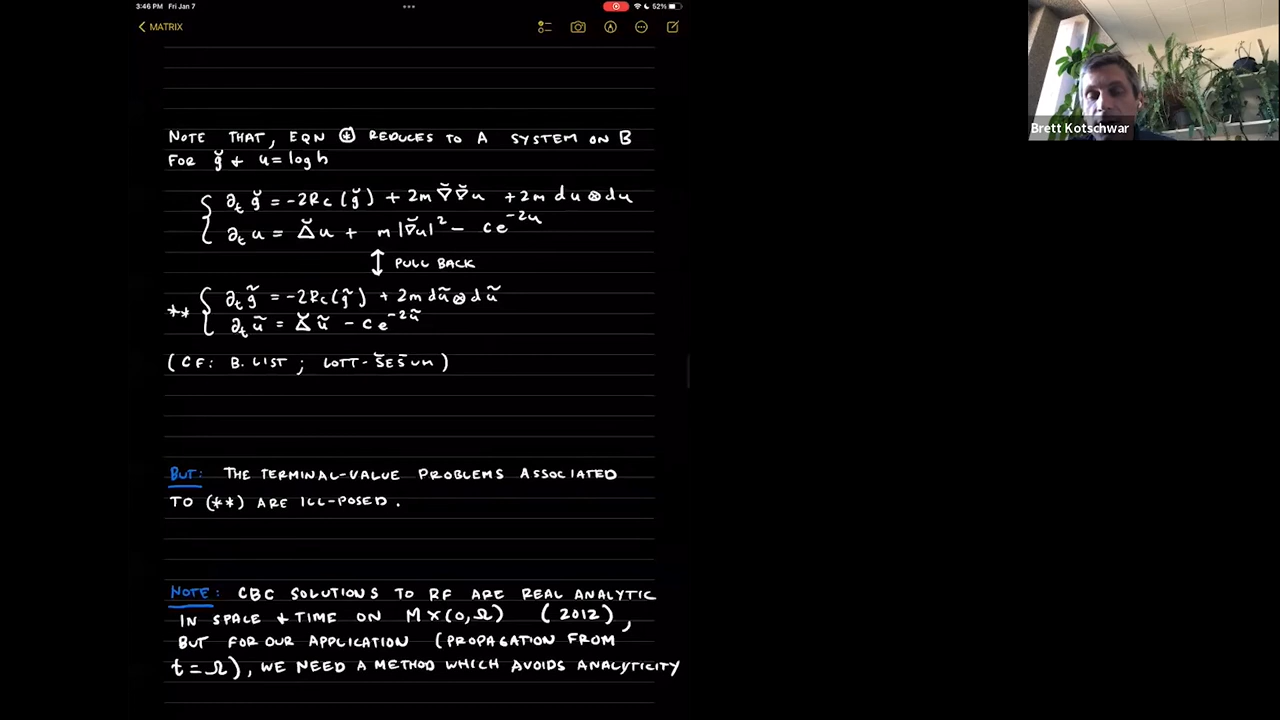 3:46 PM Fri Jan 7
52%
MATRIX
NOTE THAT, EQN ⊛ REDUCES TO A SYSTEM ON B
FOR ğ + u = log h
∂ₜ ğ = -2Rc(ğ) + 2m ∇̆∇̆u + 2m du⊗du
∂ₜ u = Δ̆u + m|∇̆u|² - ce^{-2u}
↕ PULL BACK
** ∂ₜ g̃ = -2Rc(g̃) + 2m dũ⊗dũ
∂ₜ ũ = Δ̃ ũ - ce^{-2ũ}
(CF: B. LIST ; LOTT-ŠEŠUM)
BUT: THE TERMINAL-VALUE PROBLEMS ASSOCIATED
TO (**) ARE ILL-POSED.
NOTE: CBC SOLUTIONS TO RF ARE REAL ANALYTIC
IN SPACE + TIME ON M×(0,Ω) (2012),
BUT FOR OUR APPLICATION (PROPAGATION FROM
t=Ω), WE NEED A METHOD WHICH AVOIDS ANALYTICITY
Brett Kotschwar